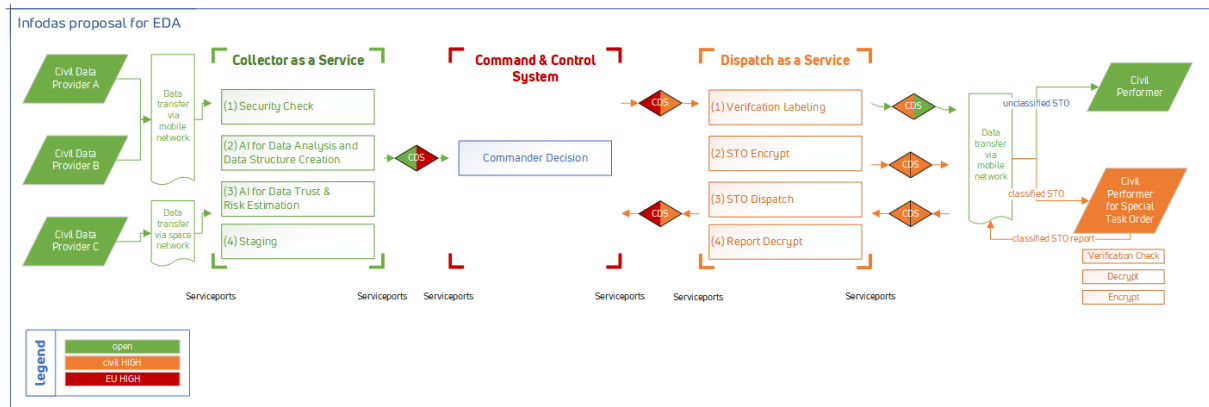 Infodas proposal for EDA
Civil Data
Provider A
Civil Data
Provider B
Civil Data
Provider C
Data
transfer
via
mobile
network
Data
transfer
via space
network
Collector as a Service
(1) Security Check
(2) AI for Data Analysis and
Data Structure Creation
(3) AI for Data Trust &
Risk Estimation
(4) Staging
CDS
Command & Control
System
Commander Decision
CDS
CDS
Dispatch as a Service
(1) Verifcation Labeling
(2) STO Encrypt
(3) STO Dispatch
(4) Report Decrypt
CDS
CDS
CDS
Data
transfer
via
mobile
network
unclassified STO
classified STO
classified STO report
Civil
Performer
Civil
Performer
for Special
Task Order
Verification Check
Decrypt
Encrypt
Serviceports
Serviceports
Serviceports
Serviceports
Serviceports
Serviceports
legend
open
civil HIGH
EU HIGH